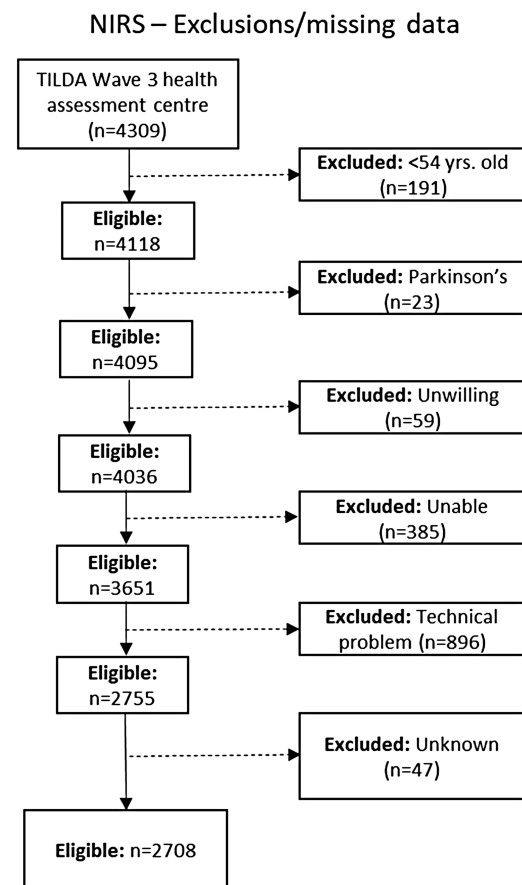 NIRS – Exclusions/missing data
TILDA Wave 3 health
assessment centre
(n=4309)
Excluded: <54 yrs. old
(n=191)
Eligible:
n=4118
Excluded: Parkinson’s
(n=23)
Eligible:
n=4095
Excluded: Unwilling
(n=59)
Eligible:
n=4036
Excluded: Unable
(n=385)
Eligible:
n=3651
Excluded: Technical
problem (n=896)
Eligible:
n=2755
Excluded: Unknown
(n=47)
Eligible: n=2708